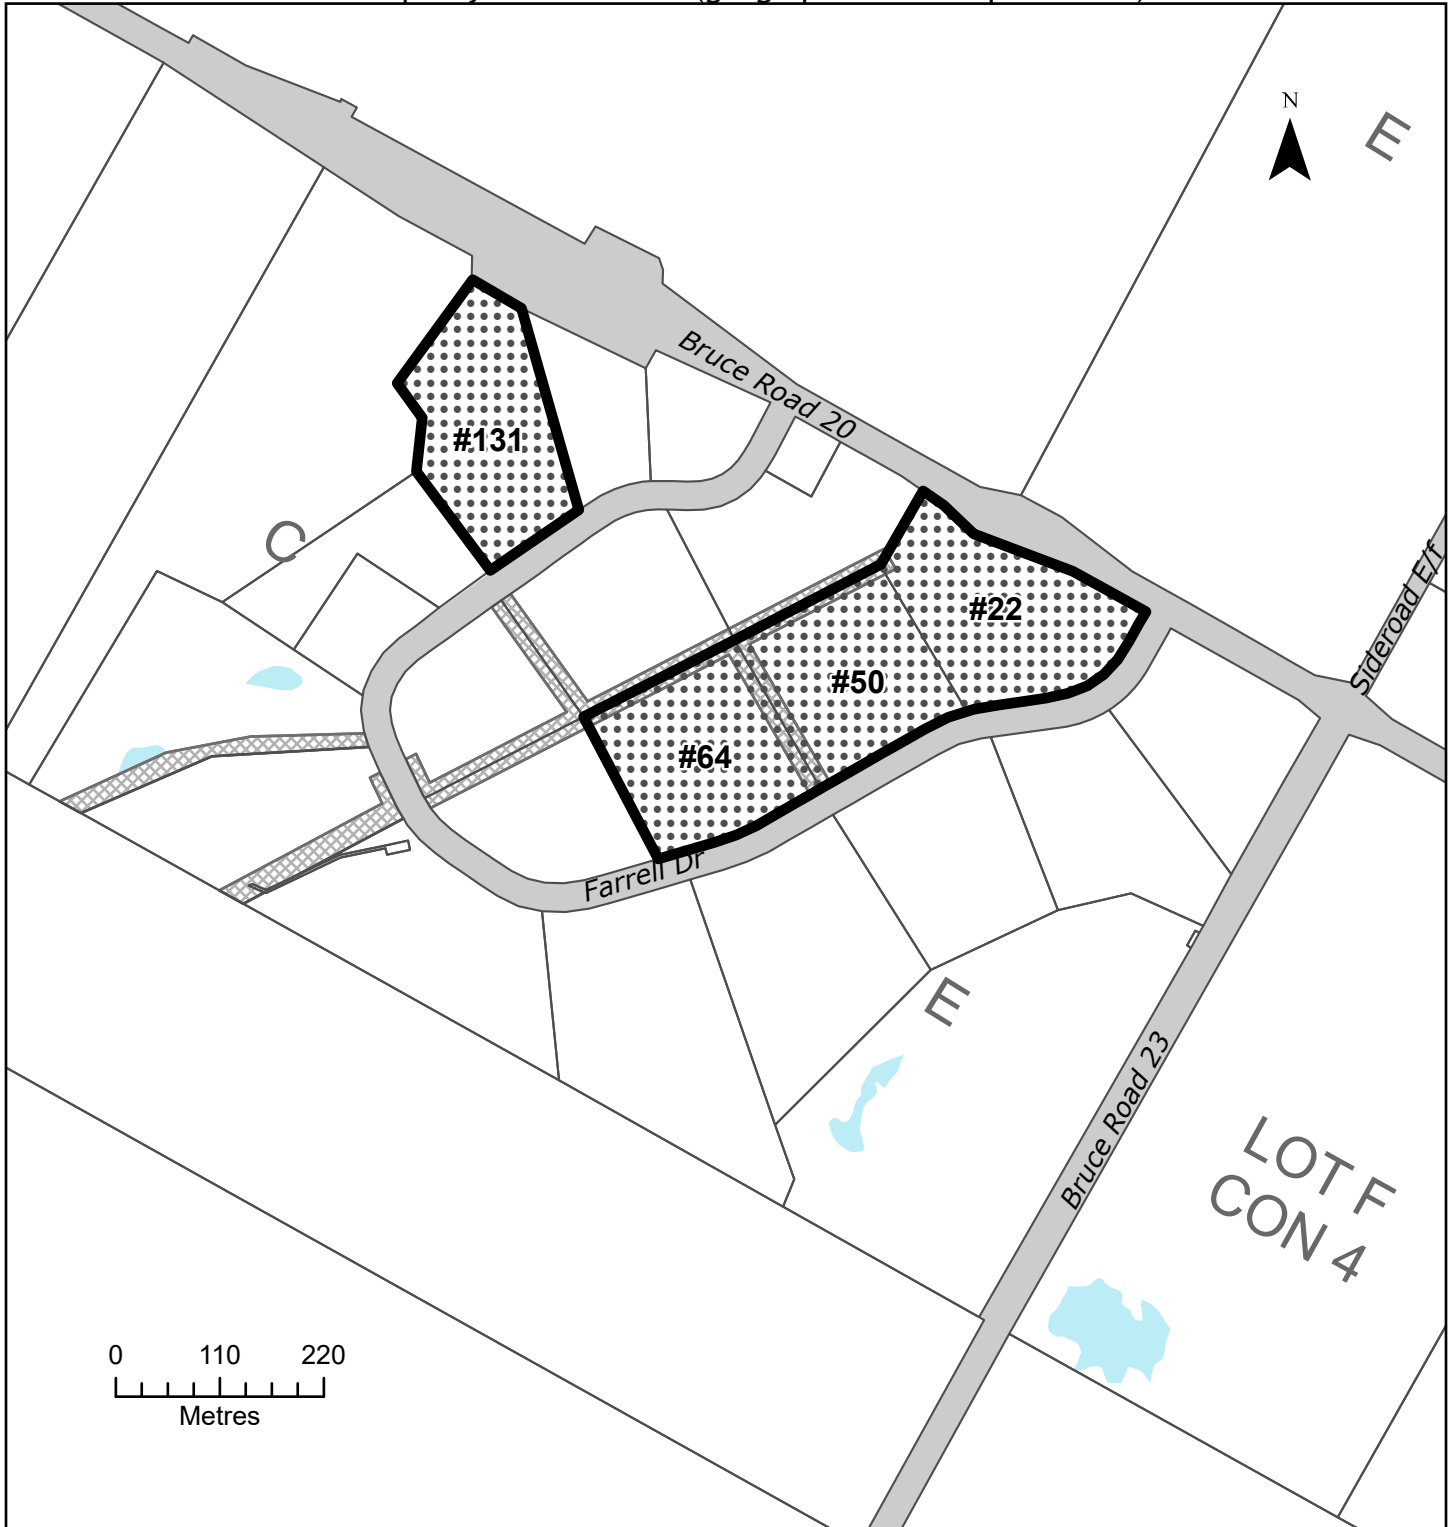 N
E
Bruce Road 20
#131
C
Sideroad E/f
#22
#50
#64
Farrell Dr
E
Bruce Road 23
LOT F
CON 4
0 110 220
Metres